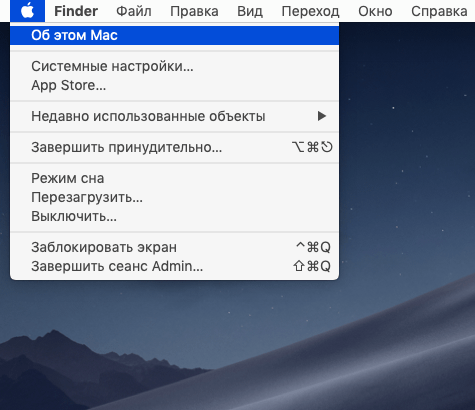 Finder Файл Правка Вид Переход Окно Справка
Об этом Mac
Системные настройки...
App Store...
Недавно использованные объекты ▶
Завершить принудительно... ⌥⌘⎋
Режим сна
Перезагрузить...
Выключить...
Заблокировать экран ^⌘Q
Завершить сеанс Admin... ⇧⌘Q